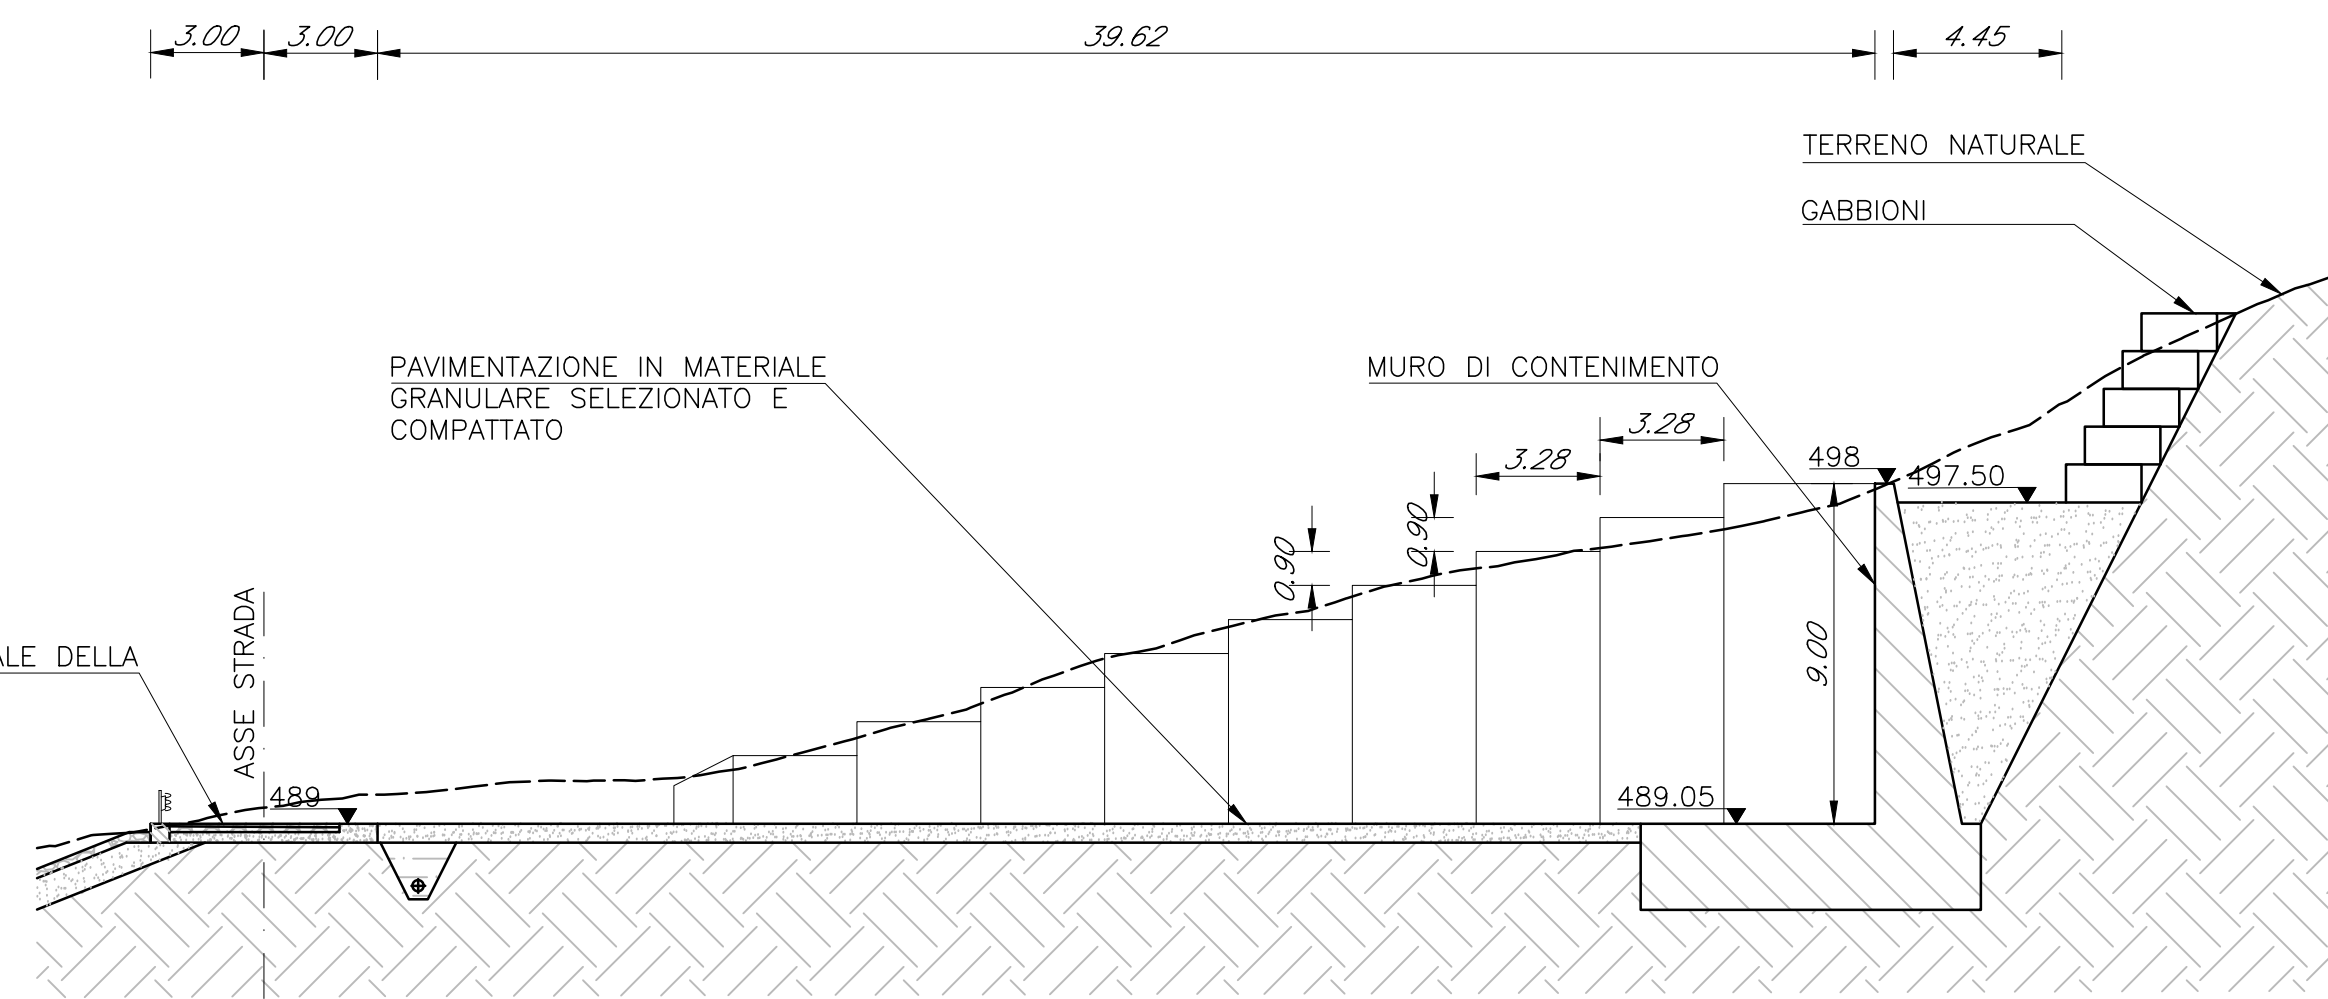 3.00 3.00 39.62 4.45
TERRENO NATURALE
GABBIONI
PAVIMENTAZIONE IN MATERIALE
GRANULARE SELEZIONATO E
COMPATTATO
MURO DI CONTENIMENTO
3.28
3.28
498
497.50
0.90
0.90
9.00
ASSE STRADA
ALE DELLA
489
489.05